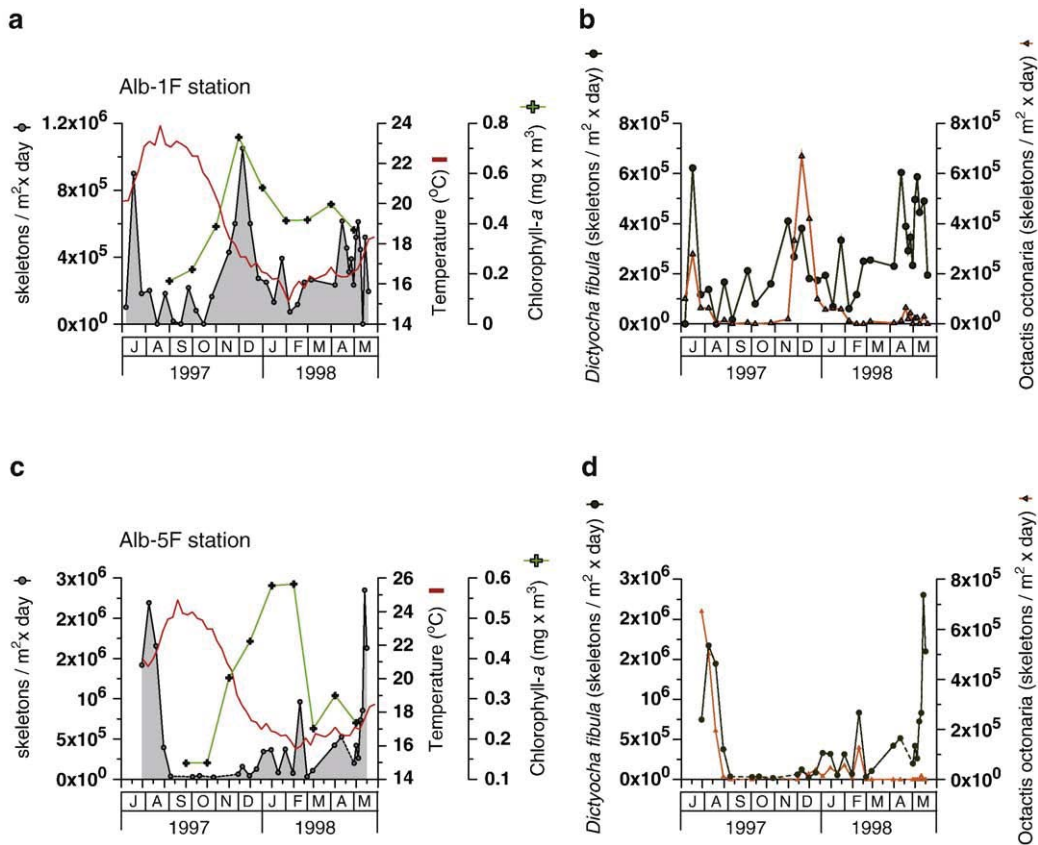 a
Alb-1F station
skeletons / m² x day
1.2x10⁶
8x10⁵
4x10⁵
0x10⁰
24
22
20
18
16
14
Temperature (°C)
0.8
0.6
0.4
0.2
0
Chlorophyll-a (mg x m³)
J A S O N D J F M A M
1997 1998
b
Dictyocha fibula (skeletons / m² x day)
8x10⁵
6x10⁵
4x10⁵
2x10⁵
0x10⁰
8x10⁵
6x10⁵
4x10⁵
2x10⁵
0x10⁰
Octactis octonaria (skeletons / m² x day)
J A S O N D J F M A M
1997 1998
c
Alb-5F station
skeletons / m² x day
3x10⁶
2x10⁶
2x10⁶
1x10⁶
5x10⁵
0x10⁰
26
24
22
20
18
16
14
Temperature (°C)
0.6
0.5
0.4
0.3
0.2
0.1
Chlorophyll-a (mg x m³)
J A S O N D J F M A M
1997 1998
d
Dictyocha fibula (skeletons / m² x day)
3x10⁶
2x10⁶
2x10⁶
1x10⁶
5x10⁵
0x10⁰
8x10⁵
6x10⁵
4x10⁵
2x10⁵
0x10⁰
Octactis octonaria (skeletons / m² x day)
J A S O N D J F M A M
1997 1998